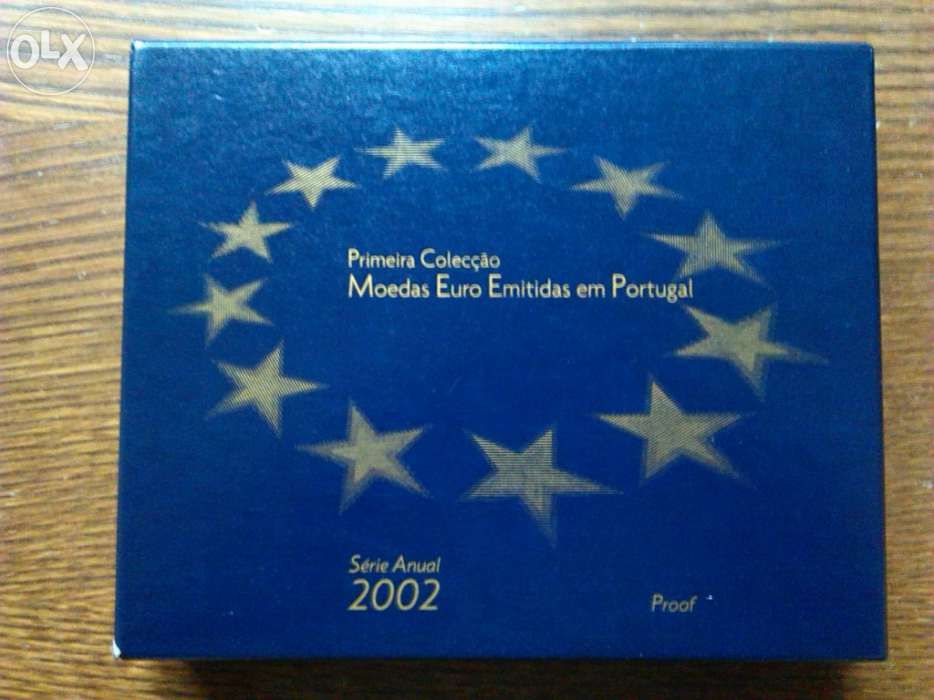 OLX
Primeira Colecção
Moedas Euro Emitidas em Portugal
Série Anual
2002
Proof